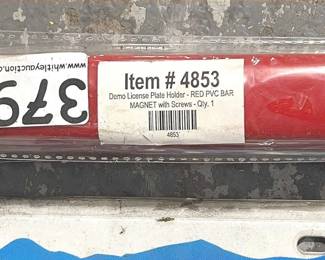 www.whitleyauction.c
379
Item # 4853
Demo License Plate Holder - RED PVC BAR
MAGNET with Screws - Qty. 1
4853